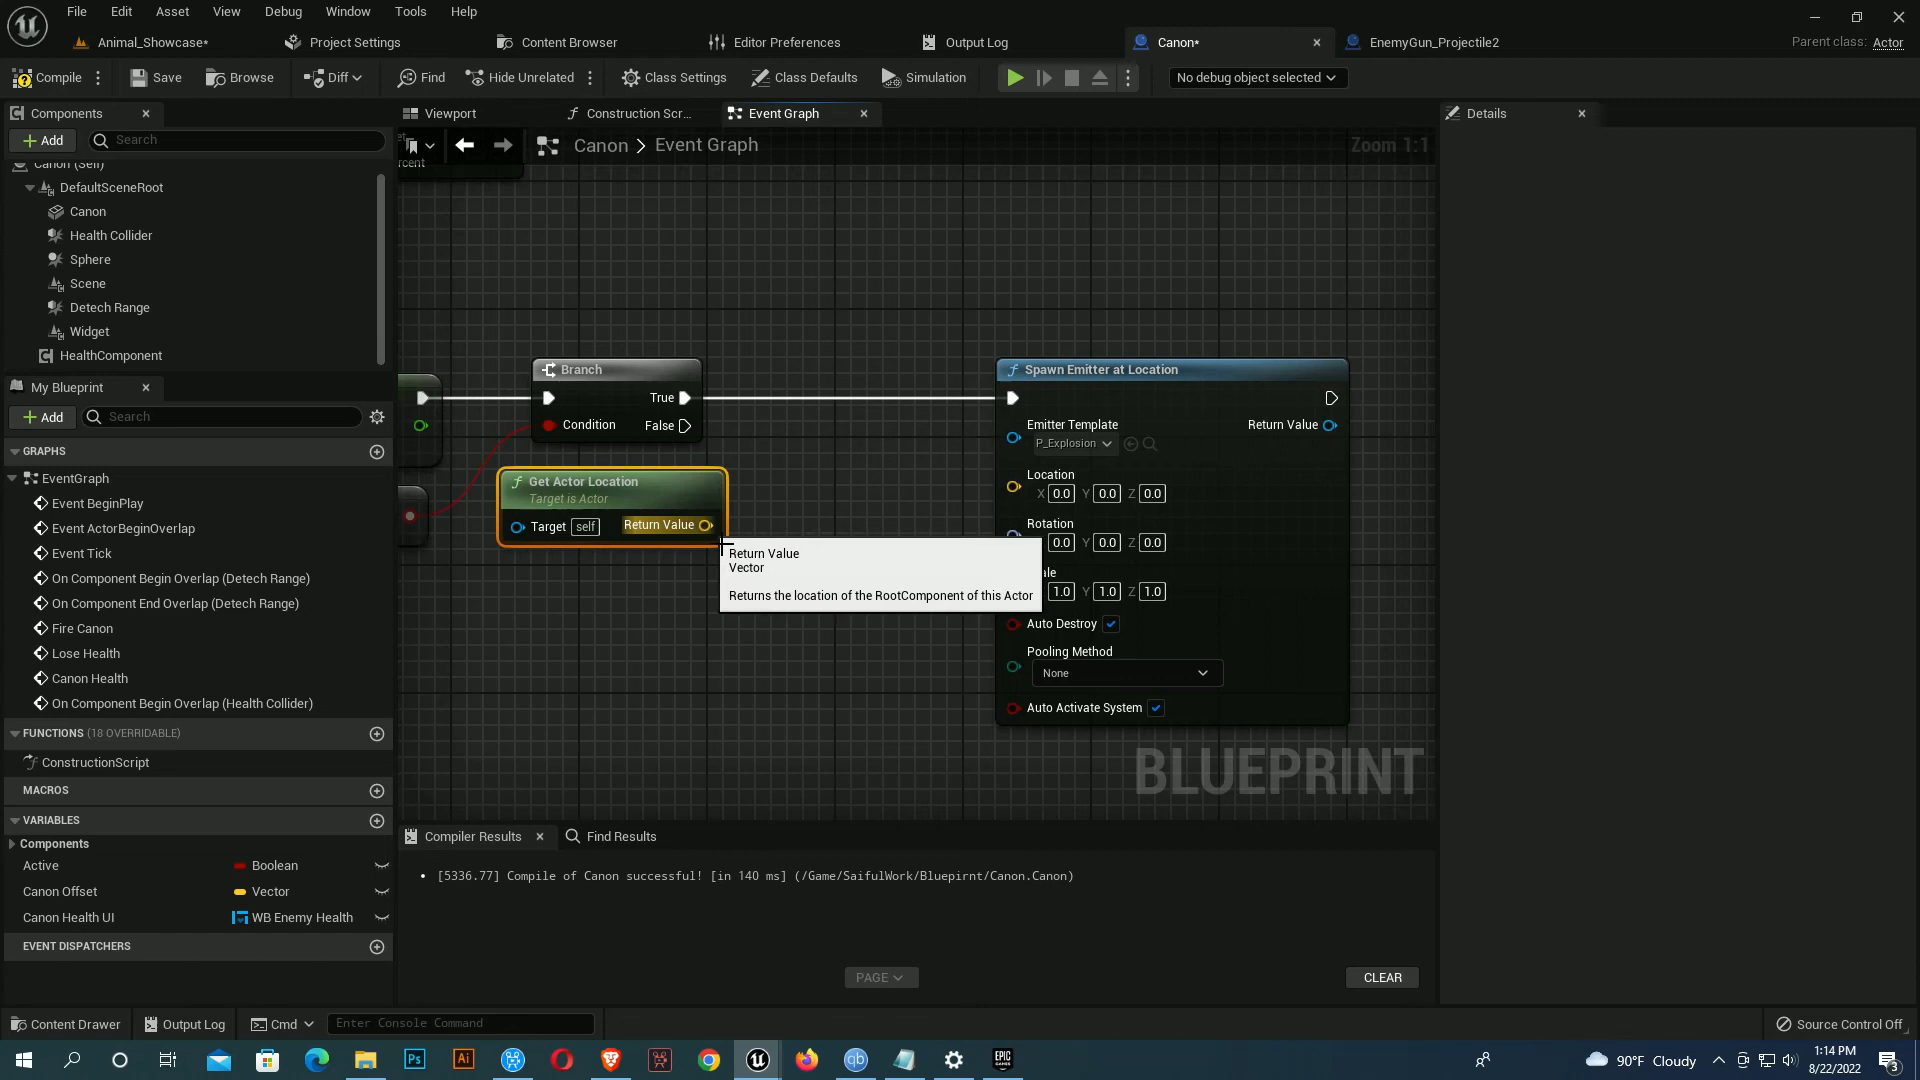 File Edit Asset View Debug Window Tools Help
Animal_Showcase* Project Settings Content Browser Editor Preferences Output Log Canon* EnemyGun_Projectile2 Parent class: Actor
Compile Save Browse Diff Find Hide Unrelated Class Settings Class Defaults Simulation No debug object selected
Components Viewport Construction Scr... Event Graph Details
Add Search
Canon > Event Graph Zoom 1:1
Canon (Self)
DefaultSceneRoot
Canon
Health Collider
Sphere
Scene
Detech Range
Widget
HealthComponent
My Blueprint
Add Search
GRAPHS
EventGraph
Event BeginPlay
Event ActorBeginOverlap
Event Tick
On Component Begin Overlap (Detech Range)
On Component End Overlap (Detech Range)
Fire Canon
Lose Health
Canon Health
On Component Begin Overlap (Health Collider)
FUNCTIONS (18 OVERRIDABLE)
ConstructionScript
MACROS
VARIABLES
Components
Active Boolean
Canon Offset Vector
Canon Health UI WB Enemy Health
EVENT DISPATCHERS
Branch
True
Condition False
Get Actor Location
Target is Actor
Target self Return Value
Return Value
Vector
Returns the location of the RootComponent of this Actor
Spawn Emitter at Location
Emitter Template Return Value
P_Explosion
Location
X 0.0 Y 0.0 Z 0.0
Rotation
0.0 Y 0.0 Z 0.0
1.0 Y 1.0 Z 1.0
Auto Destroy
Pooling Method
None
Auto Activate System
BLUEPRINT
Compiler Results Find Results
[5336.77] Compile of Canon successful! [in 140 ms] (/Game/SaifulWork/Bluepirnt/Canon.Canon)
PAGE CLEAR
Content Drawer Output Log Cmd Enter Console Command Source Control Off
Ps Ai qb EPIC GAMES 90°F Cloudy 1:14 PM
8/22/2022 3